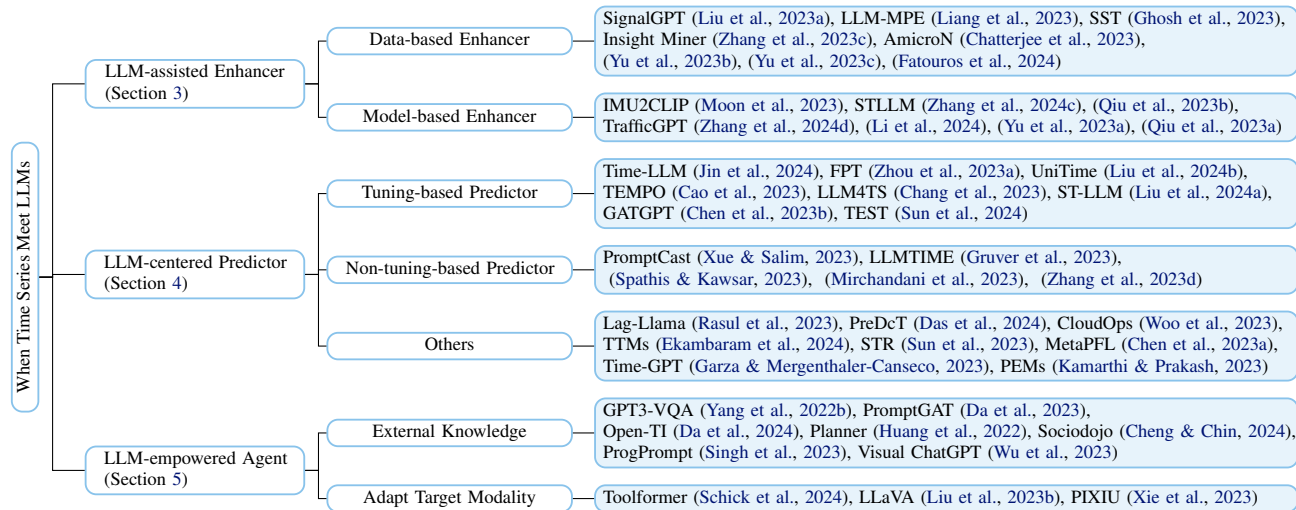 When Time Series Meet LLMs
LLM-assisted Enhancer
(Section 3)
Data-based Enhancer
SignalGPT (Liu et al., 2023a), LLM-MPE (Liang et al., 2023), SST (Ghosh et al., 2023),
Insight Miner (Zhang et al., 2023c), AmicroN (Chatterjee et al., 2023),
(Yu et al., 2023b), (Yu et al., 2023c), (Fatouros et al., 2024)
Model-based Enhancer
IMU2CLIP (Moon et al., 2023), STLLM (Zhang et al., 2024c), (Qiu et al., 2023b),
TrafficGPT (Zhang et al., 2024d), (Li et al., 2024), (Yu et al., 2023a), (Qiu et al., 2023a)
LLM-centered Predictor
(Section 4)
Tuning-based Predictor
Time-LLM (Jin et al., 2024), FPT (Zhou et al., 2023a), UniTime (Liu et al., 2024b),
TEMPO (Cao et al., 2023), LLM4TS (Chang et al., 2023), ST-LLM (Liu et al., 2024a),
GATGPT (Chen et al., 2023b), TEST (Sun et al., 2024)
Non-tuning-based Predictor
PromptCast (Xue & Salim, 2023), LLMTIME (Gruver et al., 2023),
(Spathis & Kawsar, 2023), (Mirchandani et al., 2023), (Zhang et al., 2023d)
Others
Lag-Llama (Rasul et al., 2023), PreDcT (Das et al., 2024), CloudOps (Woo et al., 2023),
TTMs (Ekambaram et al., 2024), STR (Sun et al., 2023), MetaPFL (Chen et al., 2023a),
Time-GPT (Garza & Mergenthaler-Canseco, 2023), PEMs (Kamarthi & Prakash, 2023)
LLM-empowered Agent
(Section 5)
External Knowledge
GPT3-VQA (Yang et al., 2022b), PromptGAT (Da et al., 2023),
Open-TI (Da et al., 2024), Planner (Huang et al., 2022), Sociodojo (Cheng & Chin, 2024),
ProgPrompt (Singh et al., 2023), Visual ChatGPT (Wu et al., 2023)
Adapt Target Modality
Toolformer (Schick et al., 2024), LLaVA (Liu et al., 2023b), PIXIU (Xie et al., 2023)